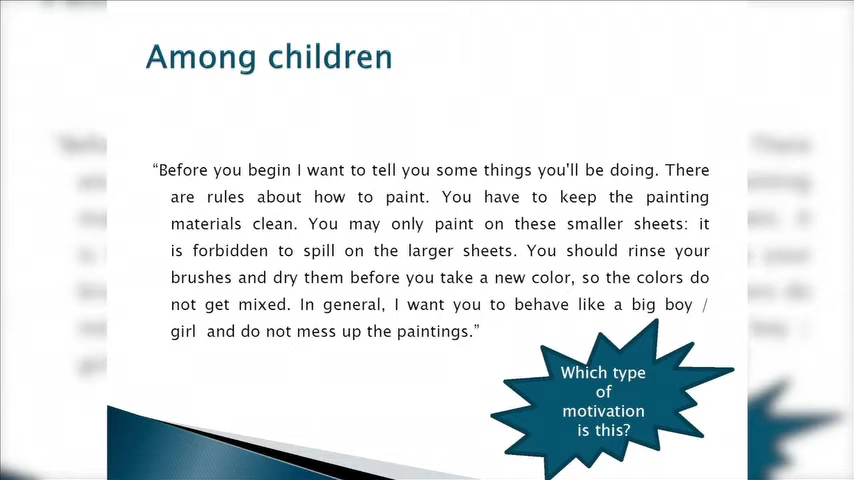 Among children
“Before you begin I want to tell you some things you'll be doing. There
are rules about how to paint. You have to keep the painting
materials clean. You may only paint on these smaller sheets: it
is forbidden to spill on the larger sheets. You should rinse your
brushes and dry them before you take a new color, so the colors do
not get mixed. In general, I want you to behave like a big boy /
girl and do not mess up the paintings.”
Which type
of
motivation
is this?